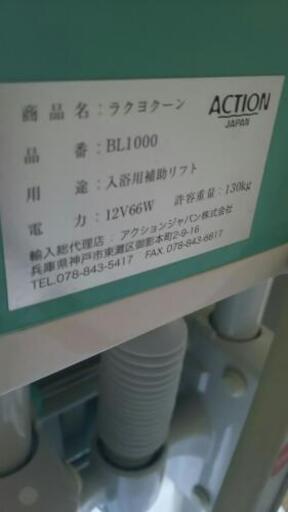 商品名：ラクヨクーン
ACTION
JAPAN
品番：BL1000
用途：入浴用補助リフト
電力：12V66W 許容重量：130kg
輸入総代理店：アクションジャパン株式会社
兵庫県神戸市東灘区御影本町2-9-16
TEL.078-843-5417 FAX.078-843-6617